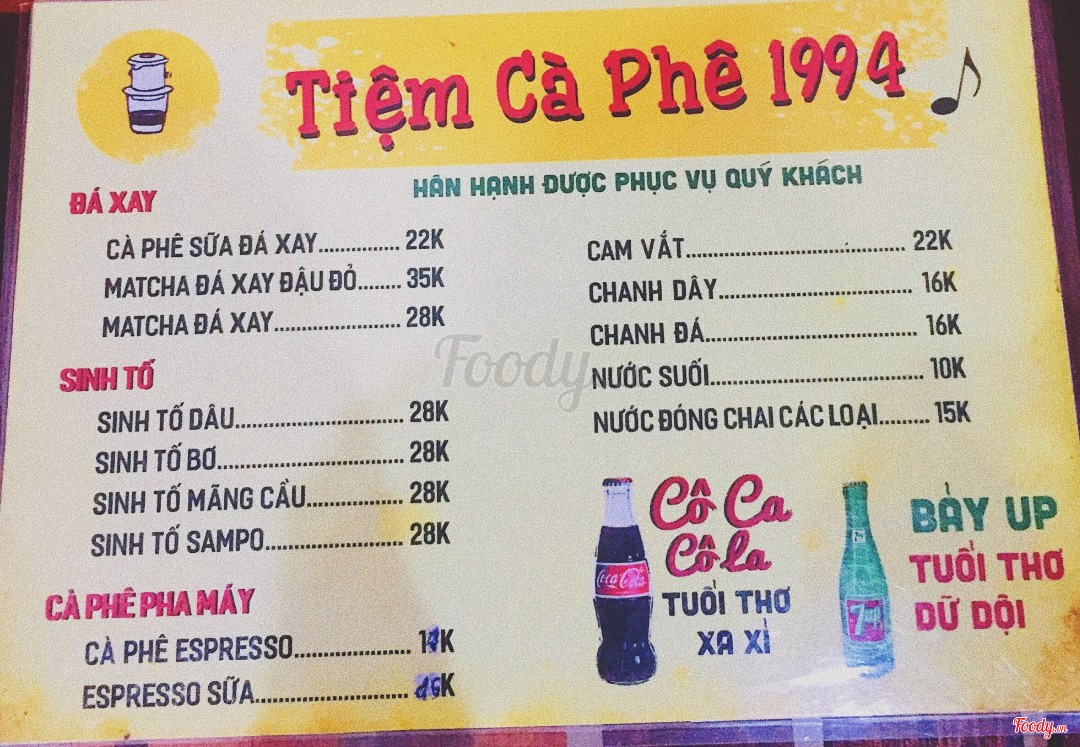 Tiệm Cà Phê 1994
HÂN HẠNH ĐƯỢC PHỤC VỤ QUÝ KHÁCH
ĐÁ XAY
CÀ PHÊ SỮA ĐÁ XAY............... 22K
MATCHA ĐÁ XAY ĐẬU ĐỎ........ 35K
MATCHA ĐÁ XAY........................ 28K
SINH TỐ
SINH TỐ DÂU................................ 28K
SINH TỐ BƠ................................... 28K
SINH TỐ MÃNG CẦU.................. 28K
SINH TỐ SAMPO.......................... 28K
CÀ PHÊ PHA MÁY
CÀ PHÊ ESPRESSO...................... K
ESPRESSO SỮA............................. K
CAM VẮT........................................ 22K
CHANH DÂY................................... 16K
CHANH ĐÁ...................................... 16K
NƯỚC SUỐI..................................... 10K
NƯỚC ĐÓNG CHAI CÁC LOẠI......... 15K
Cô Ca
Côla
TUỔI THƠ
XA XỈ
Coca-Cola
BẢY UP
TUỔI THƠ
DỮ DỘI
7up
Foody
Foody.vn